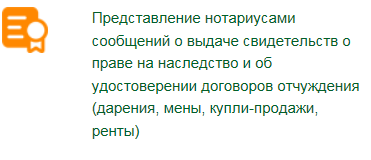 Представление нотариусами
сообщений о выдаче свидетельств о
праве на наследство и об
удостоверении договоров отчуждения
(дарения, мены, купли-продажи,
ренты)